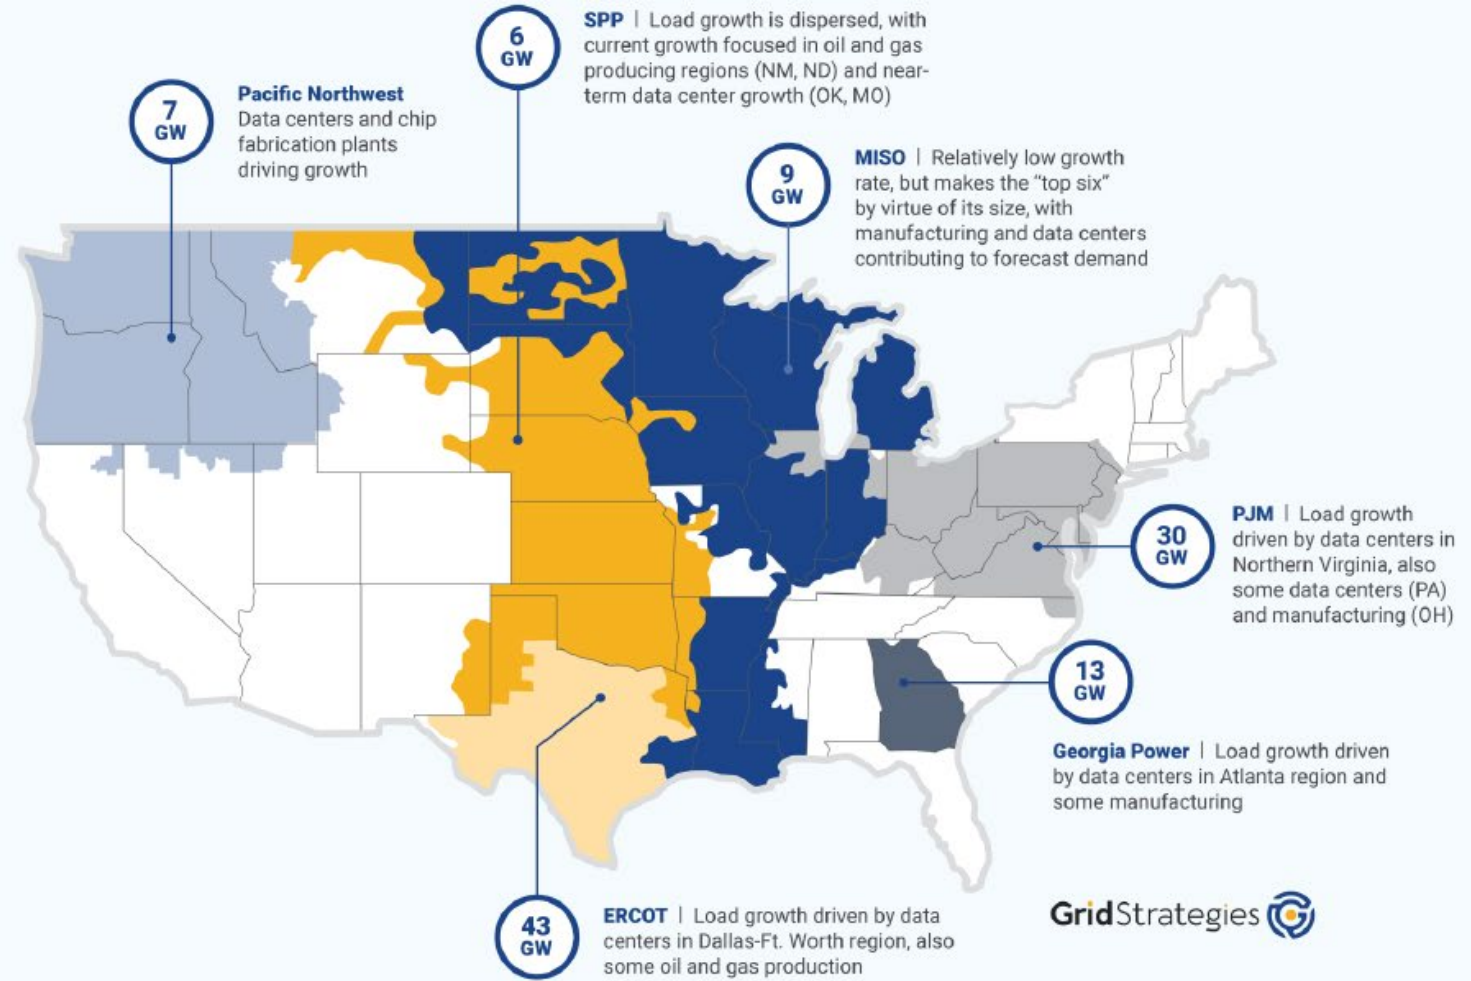 6
GW
SPP | Load growth is dispersed, with
current growth focused in oil and gas
producing regions (NM, ND) and near-
term data center growth (OK, MO)
7
GW
Pacific Northwest
Data centers and chip
fabrication plants
driving growth
9
GW
MISO | Relatively low growth
rate, but makes the “top six”
by virtue of its size, with
manufacturing and data centers
contributing to forecast demand
30
GW
PJM | Load growth
driven by data centers in
Northern Virginia, also
some data centers (PA)
and manufacturing (OH)
13
GW
Georgia Power | Load growth driven
by data centers in Atlanta region and
some manufacturing
43
GW
ERCOT | Load growth driven by data
centers in Dallas-Ft. Worth region, also
some oil and gas production
GridStrategies